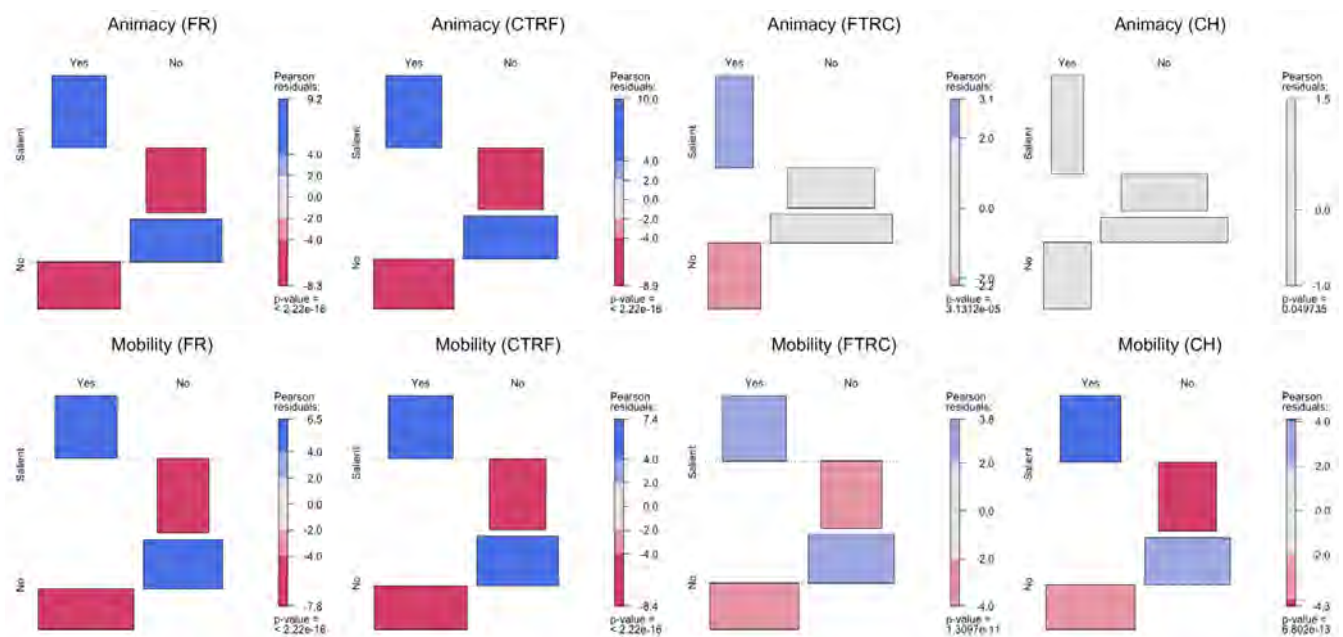 Animacy (FR)
Yes
No
Salient
No
Pearson
residuals:
9.2
4.0
2.0
0.0
-2.0
-4.0
-8.3
p-value =
< 2.22e-16
Animacy (CTRF)
Yes
No
Salient
No
Pearson
residuals:
10.0
4.0
2.0
0.0
-2.0
-4.0
-8.9
p-value =
< 2.22e-16
Animacy (FTRC)
Yes
No
Salient
No
Pearson
residuals:
3.1
2.0
0.0
-2.0
-2.2
p-value =
3.1312e-05
Animacy (CH)
Yes
No
Salient
No
Pearson
residuals:
1.5
0.0
-1.0
p-value =
0.049735
Mobility (FR)
Yes
No
Salient
No
Pearson
residuals:
6.5
4.0
2.0
0.0
-2.0
-4.0
-7.8
p-value =
< 2.22e-16
Mobility (CTRF)
Yes
No
Salient
No
Pearson
residuals:
7.4
4.0
2.0
0.0
-2.0
-4.0
-8.4
p-value =
< 2.22e-16
Mobility (FTRC)
Yes
No
Salient
No
Pearson
residuals:
3.8
2.0
0.0
-2.0
-4.0
p-value =
1.3097e-11
Mobility (CH)
Yes
No
Salient
No
Pearson
residuals:
4.0
2.0
0.0
-2.0
-4.3
p-value =
6.802e-13